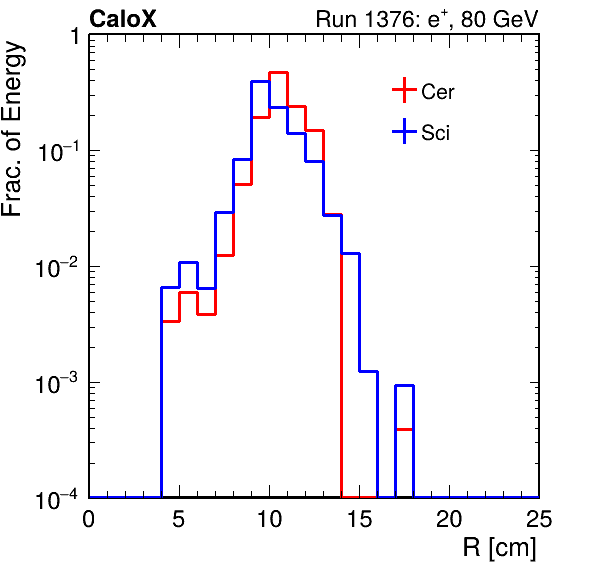 CaloX Run 1376: e⁺, 80 GeV
Frac. of Energy
1
10⁻¹
10⁻²
10⁻³
10⁻⁴
Cer
Sci
0 5 10 15 20 25
R [cm]